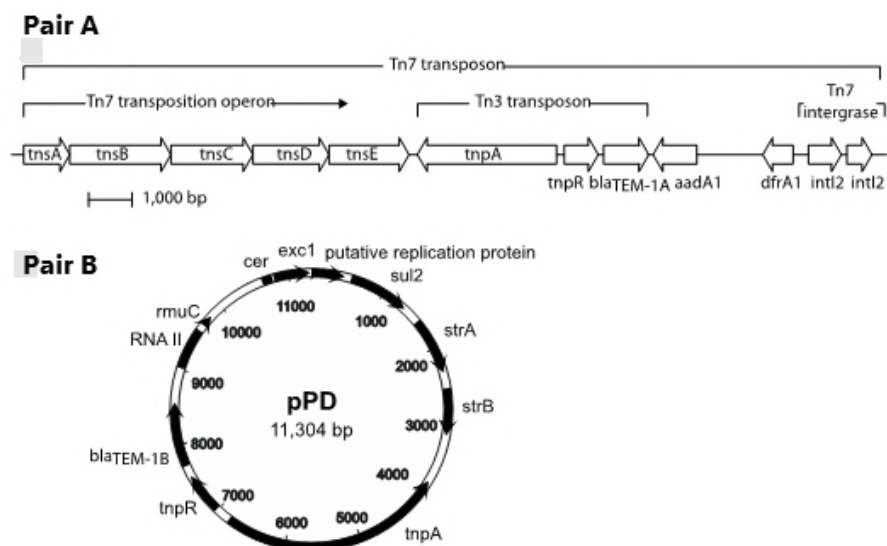 Pair A
Tn7 transposon
Tn7 transposition operon
Tn3 transposon
Tn7
intergrase
tnsA tnsB tnsC tnsD tnsE tnpA
tnpR blaTEM-1A aadA1 dfrA1 intI2 intI2
1,000 bp
Pair B
cer exc1 putative replication protein
sul2
rmuC
RNA II
strA
strB
tnpA
tnpR
blaTEM-1B
11000
1000
2000
3000
4000
5000
6000
7000
8000
9000
10000
pPD
11,304 bp